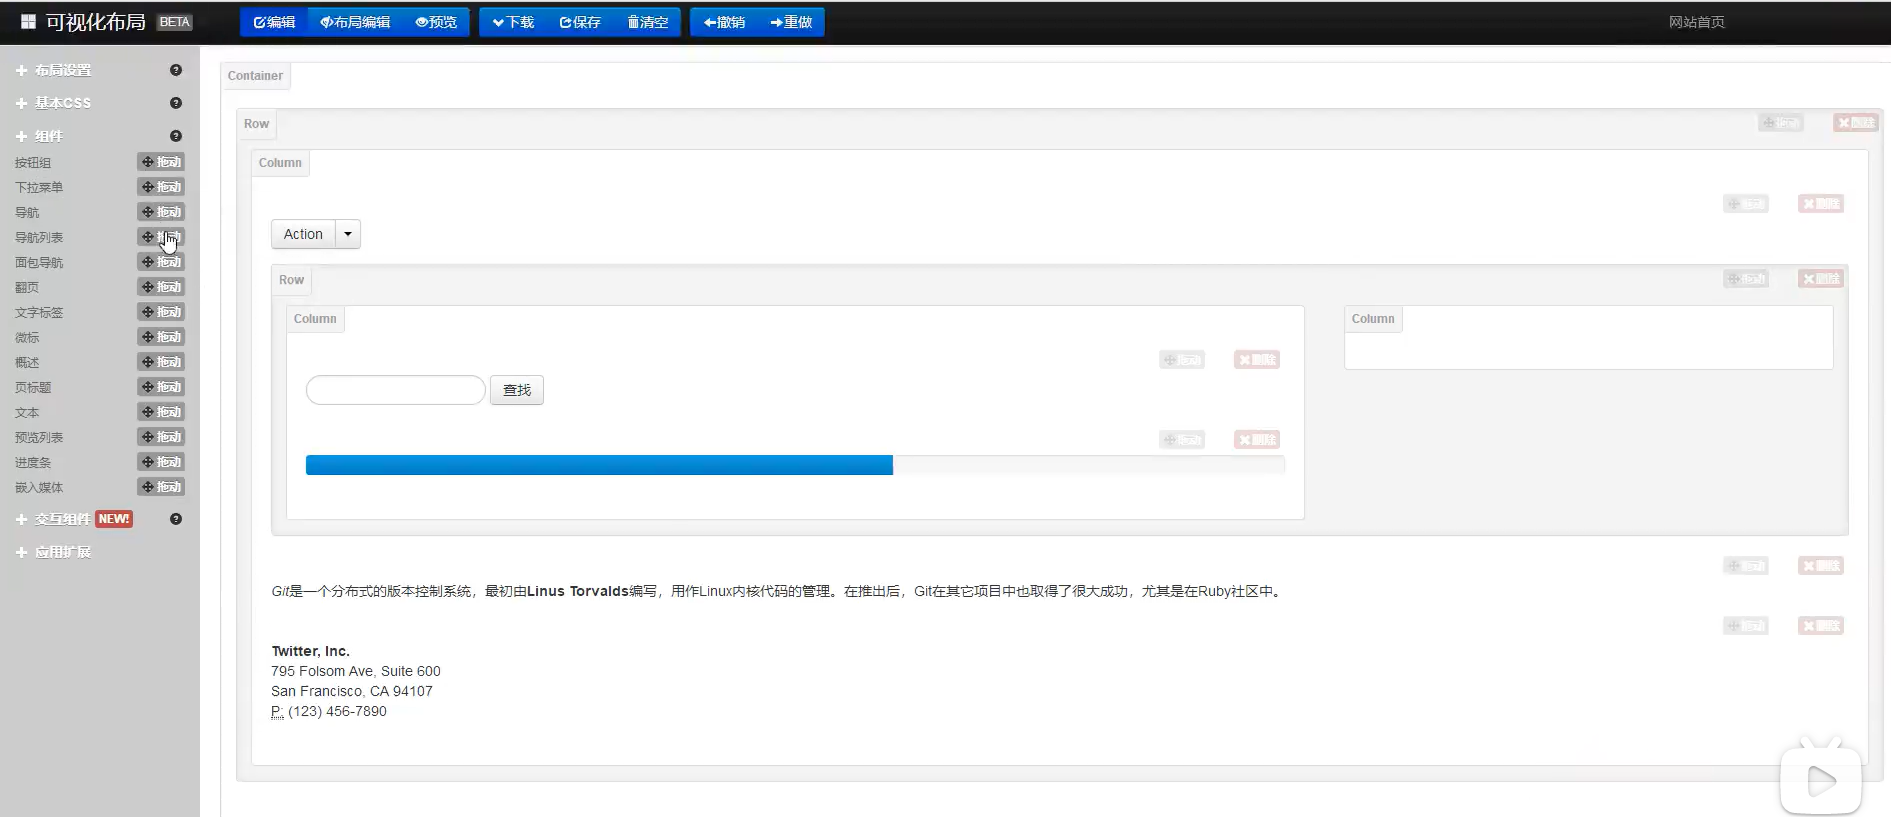 可视化布局 BETA 编辑 布局编辑 预览 下载 保存 清空 撤销 重做 网站首页
布局设置
基本CSS
组件
按钮组 拖动
下拉菜单 拖动
导航 拖动
导航列表 拖动
面包导航 拖动
翻页 拖动
文字标签 拖动
微标 拖动
概述 拖动
页标题 拖动
文本 拖动
预览列表 拖动
进度条 拖动
嵌入媒体 拖动
交互组件 NEW!
应用扩展
Container
Row 拖动 删除
Column
拖动 删除
Action
Row 拖动 删除
Column
拖动 删除
查找
拖动 删除
Column
拖动 删除
Git是一个分布式的版本控制系统，最初由Linus Torvalds编写，用作Linux内核代码的管理。在推出后，Git在其它项目中也取得了很大成功，尤其是在Ruby社区中。
拖动 删除
Twitter, Inc.
795 Folsom Ave, Suite 600
San Francisco, CA 94107
P: (123) 456-7890